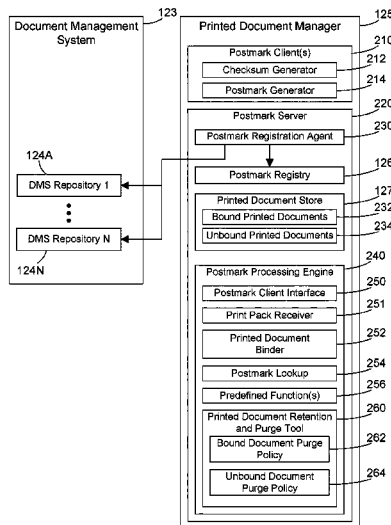 Document Management
System
123
124A
DMS Repository 1
DMS Repository N
124N
Printed Document Manager
125
Postmark Client(s)
210
Checksum Generator
212
Postmark Generator
214
Postmark Server
220
Postmark Registration Agent
230
Postmark Registry
126
Printed Document Store
127
Bound Printed Documents
232
Unbound Printed Documents
234
Postmark Processing Engine
240
Postmark Client Interface
250
Print Pack Receiver
251
Printed Document
Binder
252
Postmark Lookup
254
Predefined Function(s)
256
Printed Document Retention
and Purge Tool
260
Bound Document Purge
Policy
262
Unbound Document
Purge Policy
264